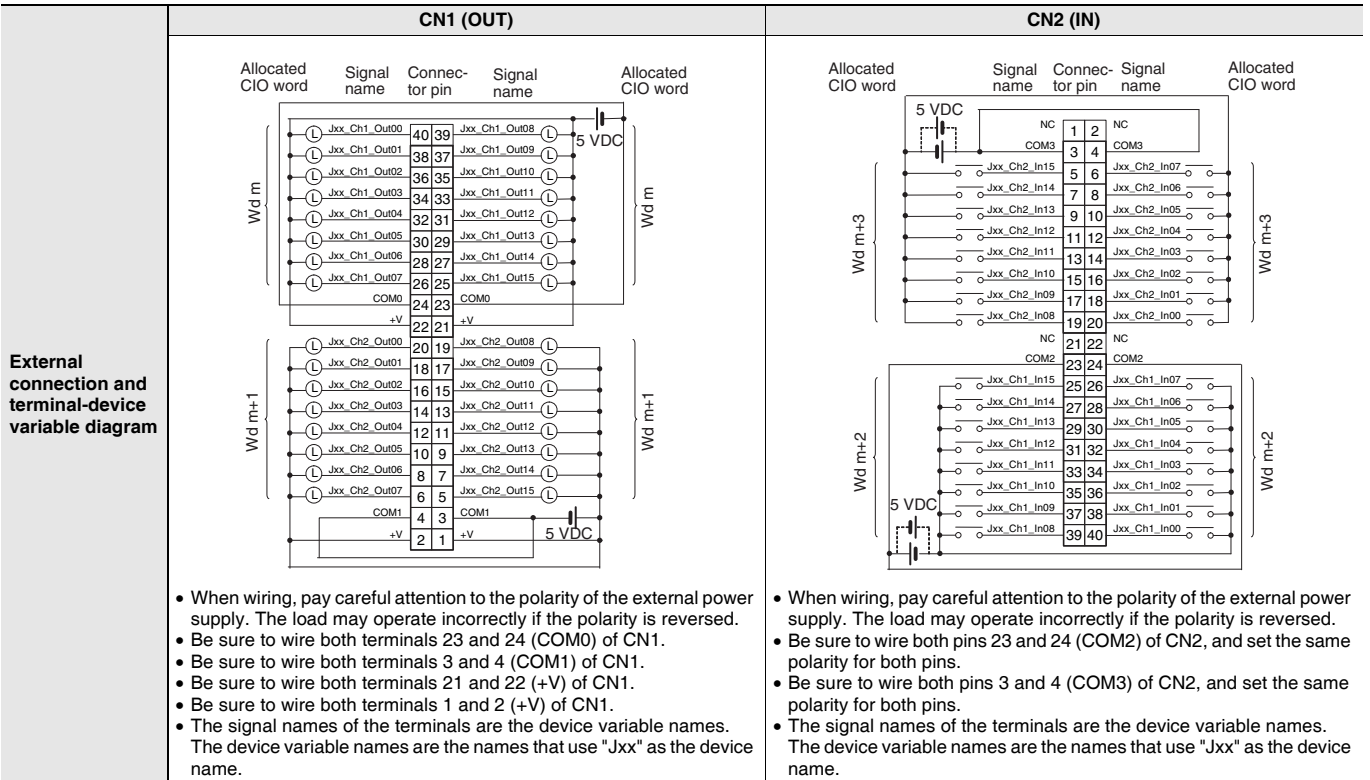 CN1 (OUT)
CN2 (IN)
External
connection and
terminal-device
variable diagram
Allocated
CIO word
Signal
name
Connec-
tor pin
Signal
name
Allocated
CIO word
5 VDC
Wd m
Wd m
L Jxx_Ch1_Out00 40 39 Jxx_Ch1_Out08 L
L Jxx_Ch1_Out01 38 37 Jxx_Ch1_Out09 L
L Jxx_Ch1_Out02 36 35 Jxx_Ch1_Out10 L
L Jxx_Ch1_Out03 34 33 Jxx_Ch1_Out11 L
L Jxx_Ch1_Out04 32 31 Jxx_Ch1_Out12 L
L Jxx_Ch1_Out05 30 29 Jxx_Ch1_Out13 L
L Jxx_Ch1_Out06 28 27 Jxx_Ch1_Out14 L
L Jxx_Ch1_Out07 26 25 Jxx_Ch1_Out15 L
COM0 24 23 COM0
+V 22 21 +V
Wd m+1
Wd m+1
L Jxx_Ch2_Out00 20 19 Jxx_Ch2_Out08 L
L Jxx_Ch2_Out01 18 17 Jxx_Ch2_Out09 L
L Jxx_Ch2_Out02 16 15 Jxx_Ch2_Out10 L
L Jxx_Ch2_Out03 14 13 Jxx_Ch2_Out11 L
L Jxx_Ch2_Out04 12 11 Jxx_Ch2_Out12 L
L Jxx_Ch2_Out05 10 9 Jxx_Ch2_Out13 L
L Jxx_Ch2_Out06 8 7 Jxx_Ch2_Out14 L
L Jxx_Ch2_Out07 6 5 Jxx_Ch2_Out15 L
COM1 4 3 COM1
+V 2 1 +V
5 VDC
• When wiring, pay careful attention to the polarity of the external power
supply. The load may operate incorrectly if the polarity is reversed.
• Be sure to wire both terminals 23 and 24 (COM0) of CN1.
• Be sure to wire both terminals 3 and 4 (COM1) of CN1.
• Be sure to wire both terminals 21 and 22 (+V) of CN1.
• Be sure to wire both terminals 1 and 2 (+V) of CN1.
• The signal names of the terminals are the device variable names.
The device variable names are the names that use "Jxx" as the device
name.
Allocated
CIO word
Signal
name
Connec-
tor pin
Signal
name
Allocated
CIO word
5 VDC
NC 1 2 NC
COM3 3 4 COM3
Wd m+3
Wd m+3
Jxx_Ch2_In15 5 6 Jxx_Ch2_In07
Jxx_Ch2_In14 7 8 Jxx_Ch2_In06
Jxx_Ch2_In13 9 10 Jxx_Ch2_In05
Jxx_Ch2_In12 11 12 Jxx_Ch2_In04
Jxx_Ch2_In11 13 14 Jxx_Ch2_In03
Jxx_Ch2_In10 15 16 Jxx_Ch2_In02
Jxx_Ch2_In09 17 18 Jxx_Ch2_In01
Jxx_Ch2_In08 19 20 Jxx_Ch2_In00
NC 21 22 NC
COM2 23 24 COM2
Wd m+2
Wd m+2
Jxx_Ch1_In15 25 26 Jxx_Ch1_In07
Jxx_Ch1_In14 27 28 Jxx_Ch1_In06
Jxx_Ch1_In13 29 30 Jxx_Ch1_In05
Jxx_Ch1_In12 31 32 Jxx_Ch1_In04
Jxx_Ch1_In11 33 34 Jxx_Ch1_In03
Jxx_Ch1_In10 35 36 Jxx_Ch1_In02
Jxx_Ch1_In09 37 38 Jxx_Ch1_In01
Jxx_Ch1_In08 39 40 Jxx_Ch1_In00
5 VDC
• When wiring, pay careful attention to the polarity of the external power
supply. The load may operate incorrectly if the polarity is reversed.
• Be sure to wire both pins 23 and 24 (COM2) of CN2, and set the same
polarity for both pins.
• Be sure to wire both pins 3 and 4 (COM3) of CN2, and set the same
polarity for both pins.
• The signal names of the terminals are the device variable names.
The device variable names are the names that use "Jxx" as the device
name.